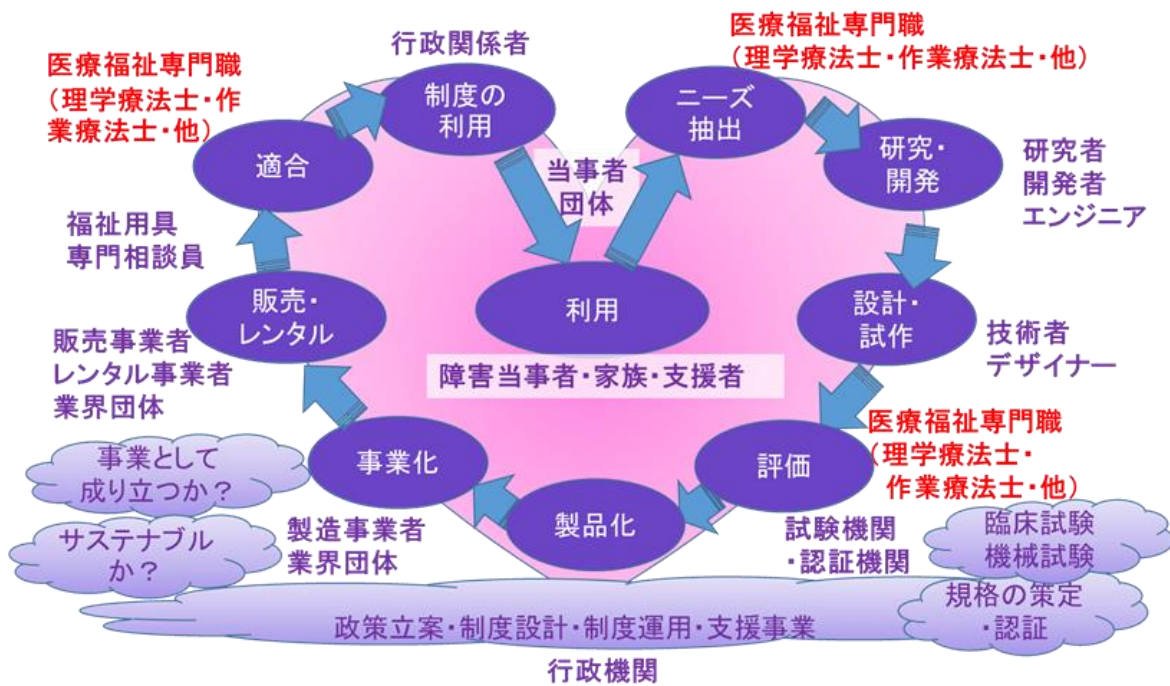 行政関係者
医療福祉専門職
（理学療法士・作業療法士・他）
医療福祉専門職
（理学療法士・作
業療法士・他）
制度の
利用
ニーズ
抽出
適合
当事者
団体
研究・
開発
研究者
開発者
エンジニア
福祉用具
専門相談員
販売・
レンタル
利用
設計・
試作
技術者
デザイナー
販売事業者
レンタル事業者
業界団体
障害当事者・家族・支援者
医療福祉専門職
（理学療法士・
作業療法士・他）
事業として
成り立つか？
事業化
評価
製品化
サステナブル
か？
製造事業者
業界団体
試験機関
・認証機関
臨床試験
機械試験
規格の策定
・認証
政策立案・制度設計・制度運用・支援事業
行政機関